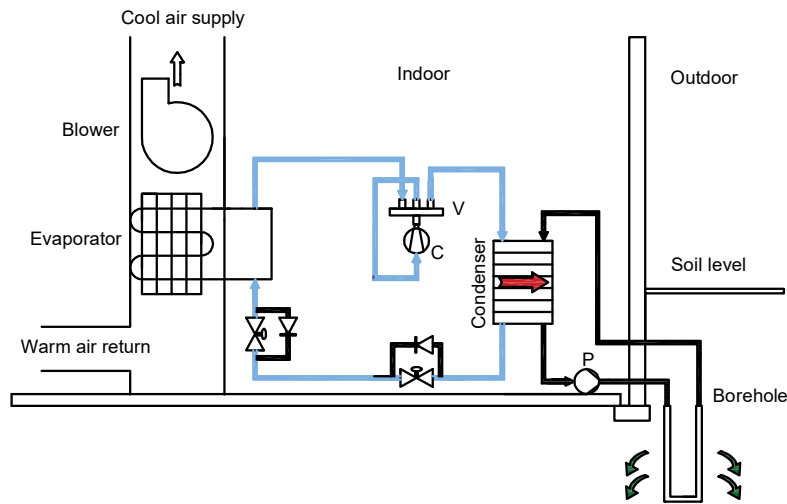 Cool air supply
Indoor
Outdoor
Blower
V
Evaporator
C
Condenser
Soil level
Warm air return
P
Borehole